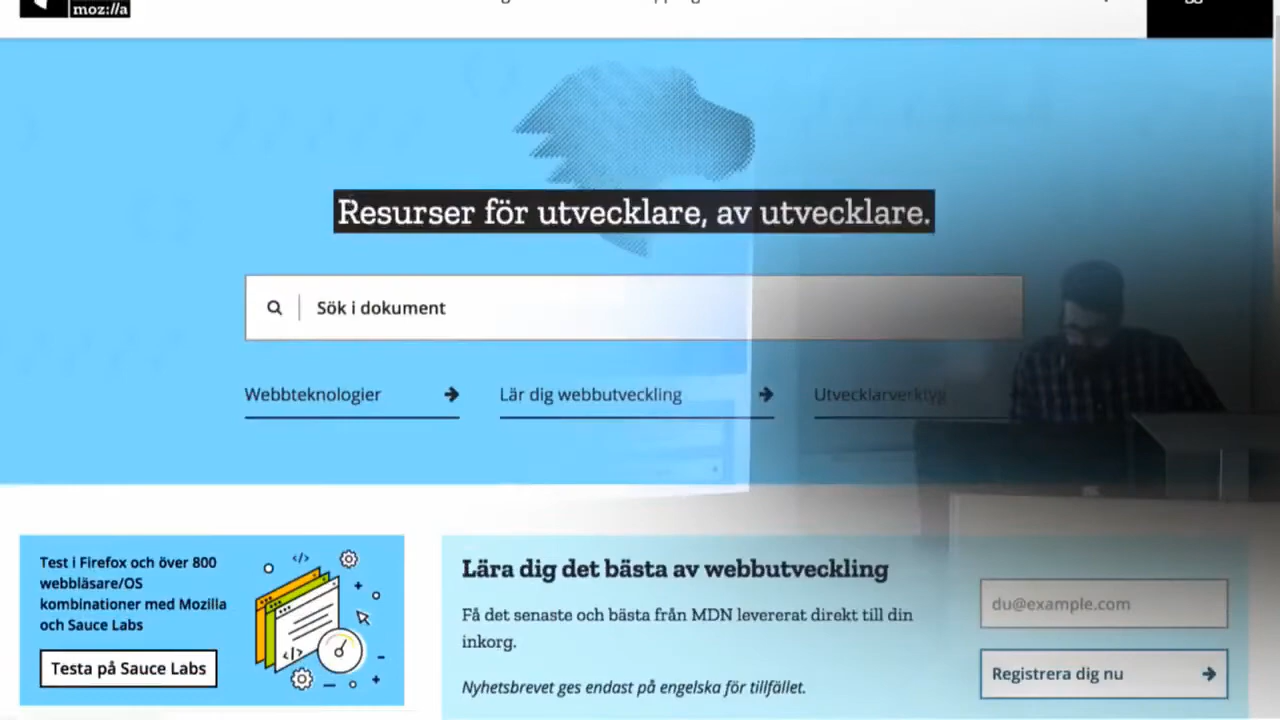 moz://a
Resurser för utvecklare, av utvecklare.
Sök i dokument
Webbteknologier
Lär dig webbutveckling
Utvecklarverktyg
Test i Firefox och över 800
webbläsare/OS
kombinationer med Mozilla
och Sauce Labs
</>
</>
Testa på Sauce Labs
Lära dig det bästa av webbutveckling
Få det senaste och bästa från MDN levererat direkt till din
inkorg.
Nyhetsbrevet ges endast på engelska för tillfället.
du@example.com
Registrera dig nu